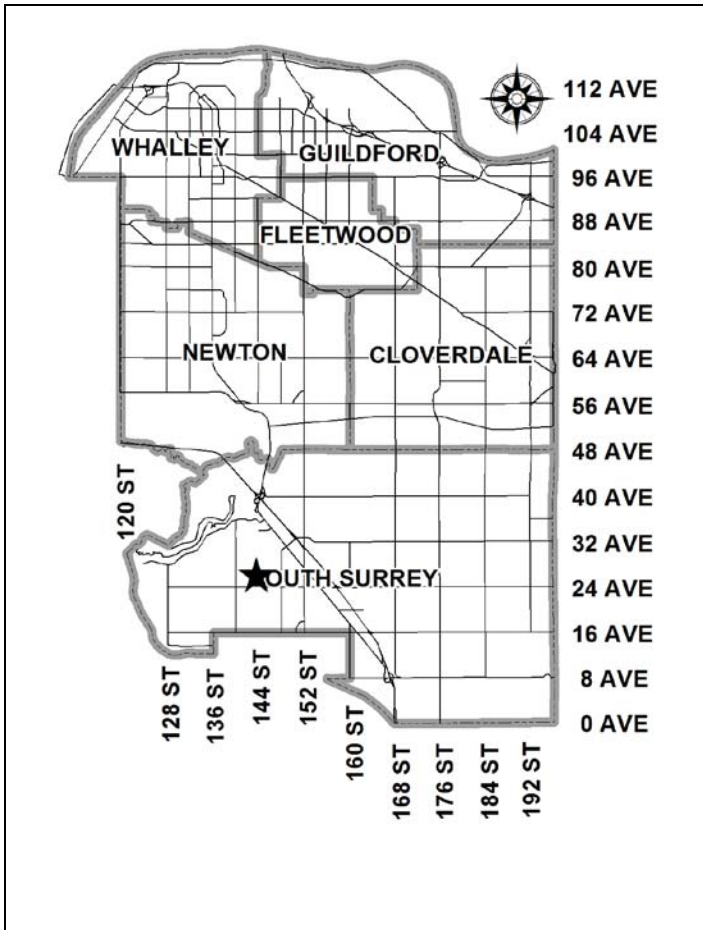 112 AVE
104 AVE
WHALLEY
GUILDFORD
96 AVE
88 AVE
FLEETWOOD
80 AVE
72 AVE
NEWTON
CLOVERDALE
64 AVE
56 AVE
48 AVE
120 ST
40 AVE
32 AVE
OUTH SURREY
24 AVE
16 AVE
128 ST
136 ST
144 ST
152 ST
8 AVE
160 ST
0 AVE
168 ST
176 ST
184 ST
192 ST